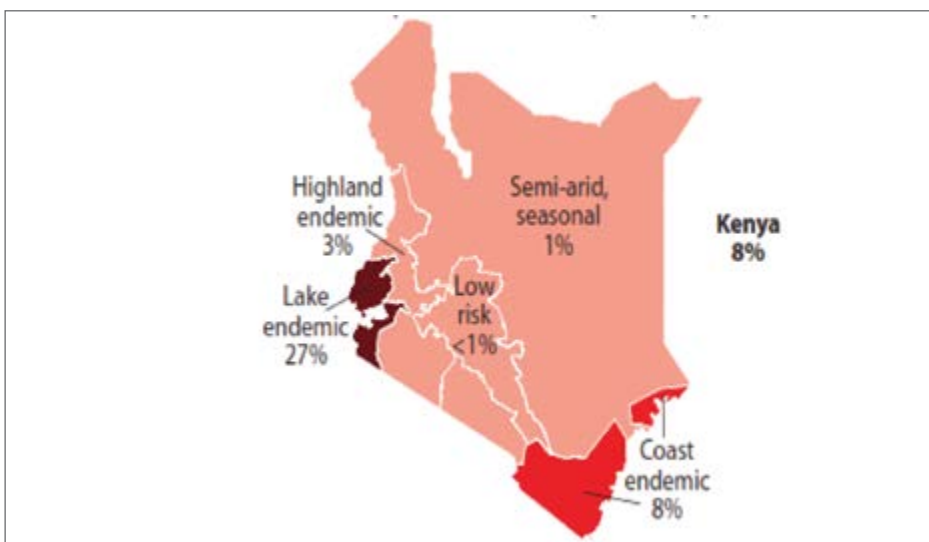 Highland
endemic
3%
Semi-arid,
seasonal
1%
Kenya
8%
Lake
endemic
27%
Low
risk
<1%
Coast
endemic
8%